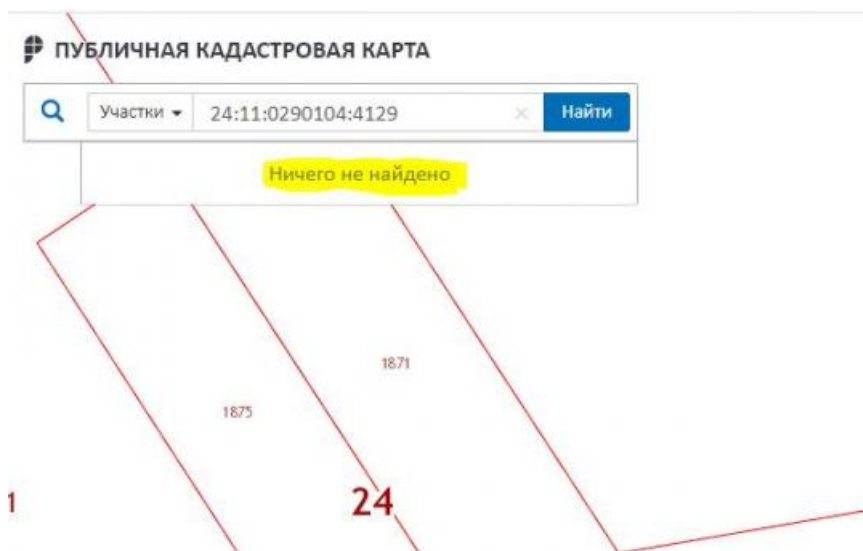 ПУБЛИЧНАЯ КАДАСТРОВАЯ КАРТА
Участки 24:11:0290104:4129 × Найти
Ничего не найдено
1871
1875
24
1